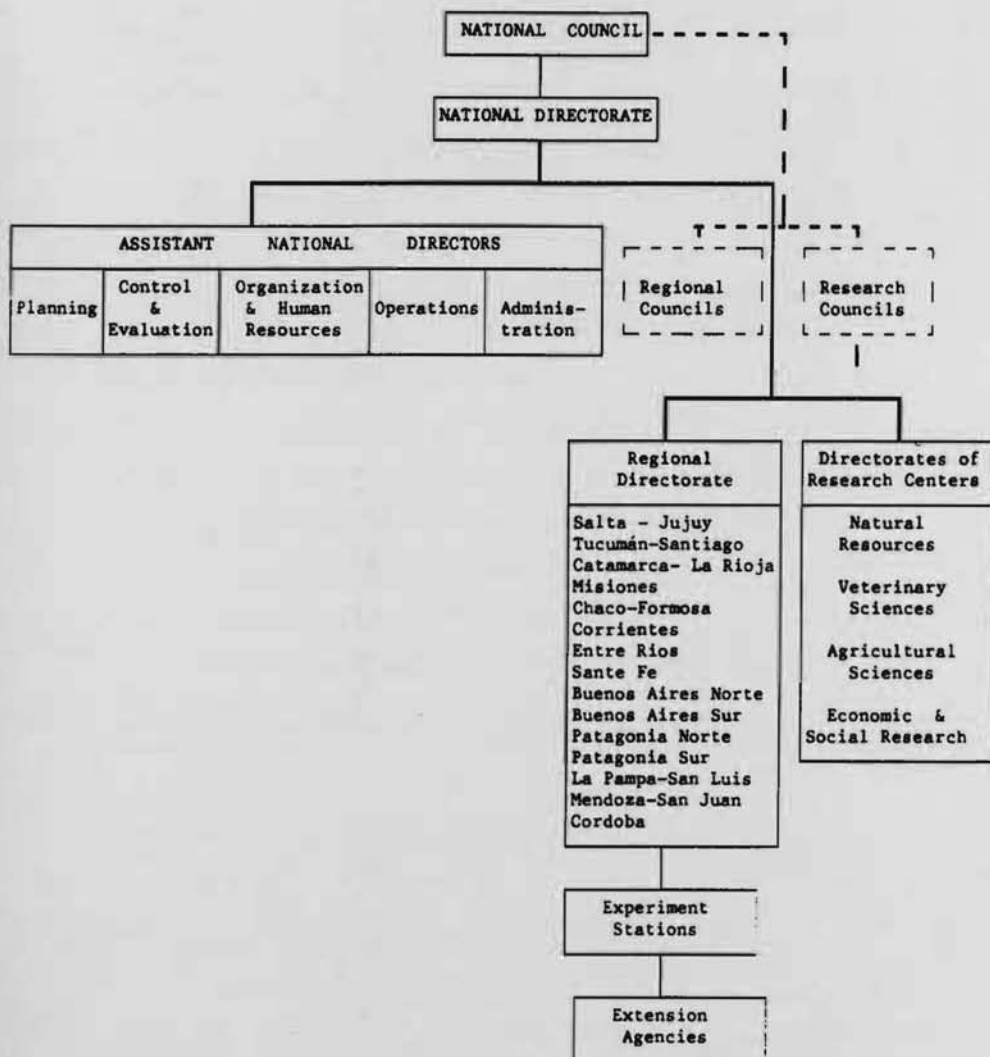 NATIONAL COUNCIL
NATIONAL DIRECTORATE
ASSISTANT NATIONAL DIRECTORS
Planning
Control
&
Evaluation
Organization
& Human
Resources
Operations
Adminis-
tration
Regional
Councils
Research
Councils
Regional
Directorate
Salta - Jujuy
Tucumán-Santiago
Catamarca- La Rioja
Misiones
Chaco-Formosa
Corrientes
Entre Rios
Sante Fe
Buenos Aires Norte
Buenos Aires Sur
Patagonia Norte
Patagonia Sur
La Pampa-San Luis
Mendoza-San Juan
Cordoba
Directorates of
Research Centers
Natural
Resources
Veterinary
Sciences
Agricultural
Sciences
Economic &
Social Research
Experiment
Stations
Extension
Agencies